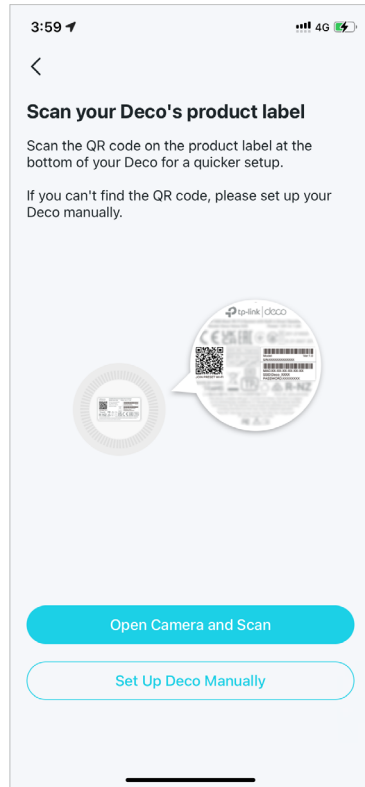 3:59
4G
Scan your Deco's product label
Scan the QR code on the product label at the
bottom of your Deco for a quicker setup.
If you can't find the QR code, please set up your
Deco manually.
tp-link | deco
Open Camera and Scan
Set Up Deco Manually